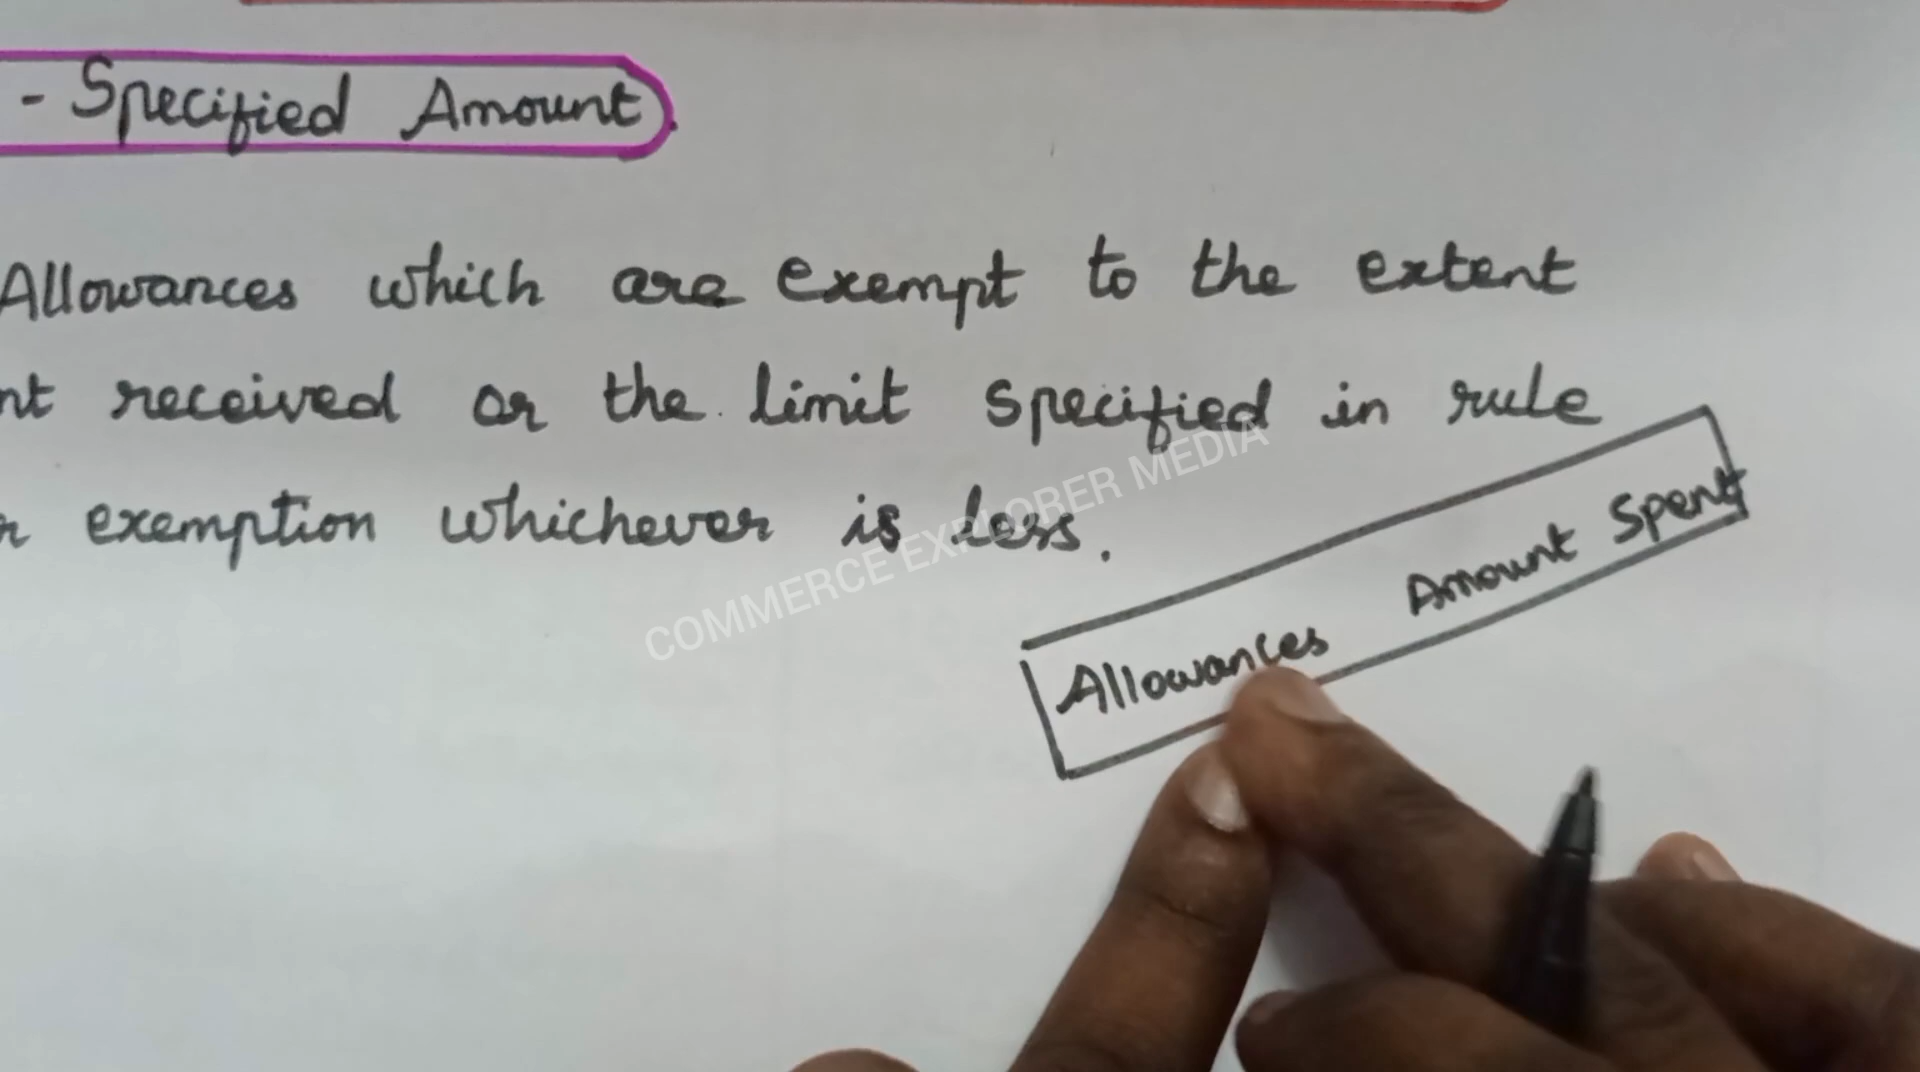 - Specified Amount
Allowances which are exempt to the extent
nt received or the limit specified in rule
exemption whichever is less.
COMMERCE EXPLORER MEDIA
Allowances Amount Spent